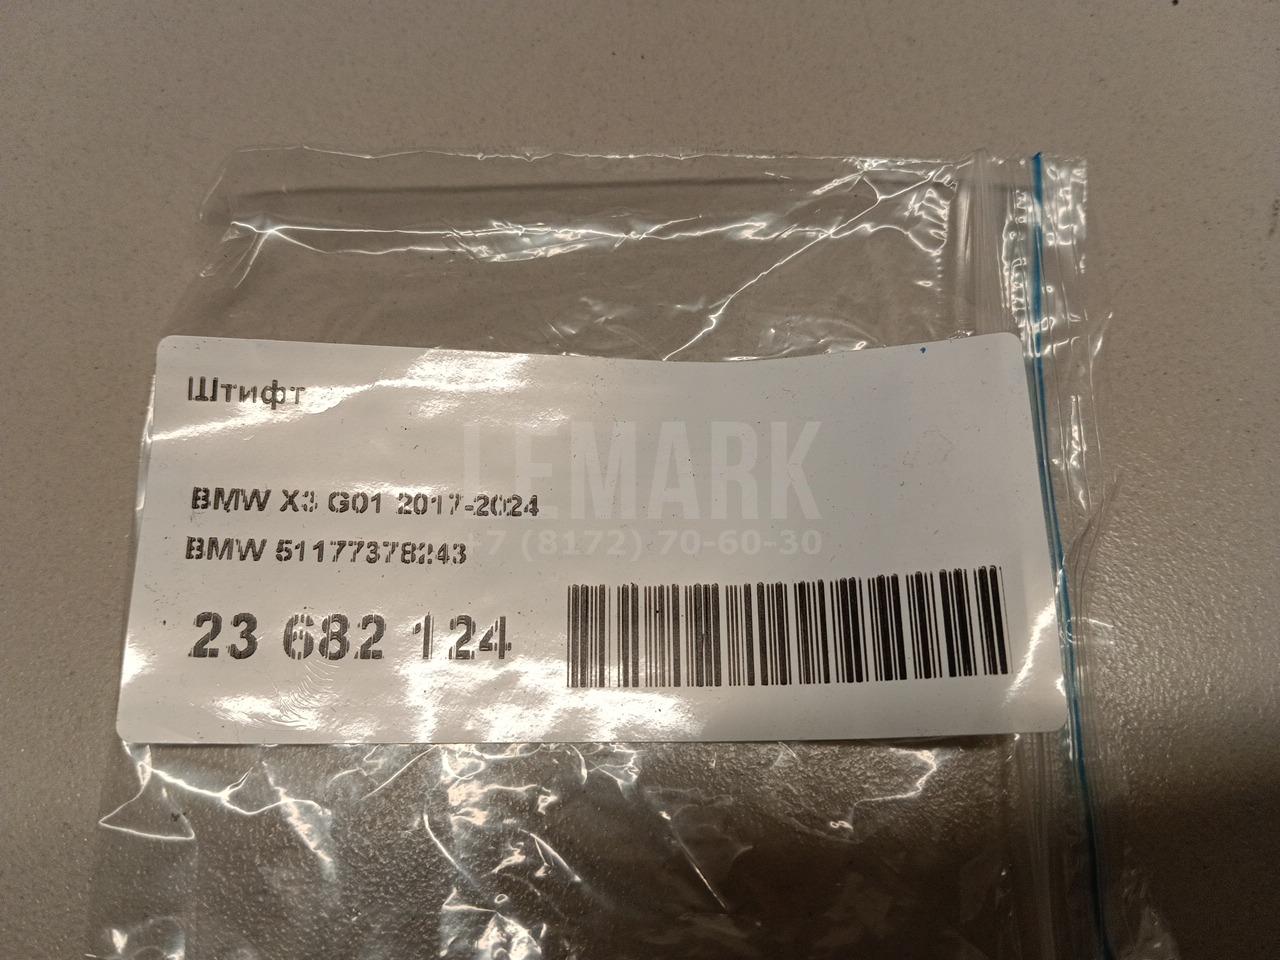 Штифт
LEMARK
BMW X3 G01 2017-2024
+7 (8172) 70-60-30
BMW 51177378243
23 682 124